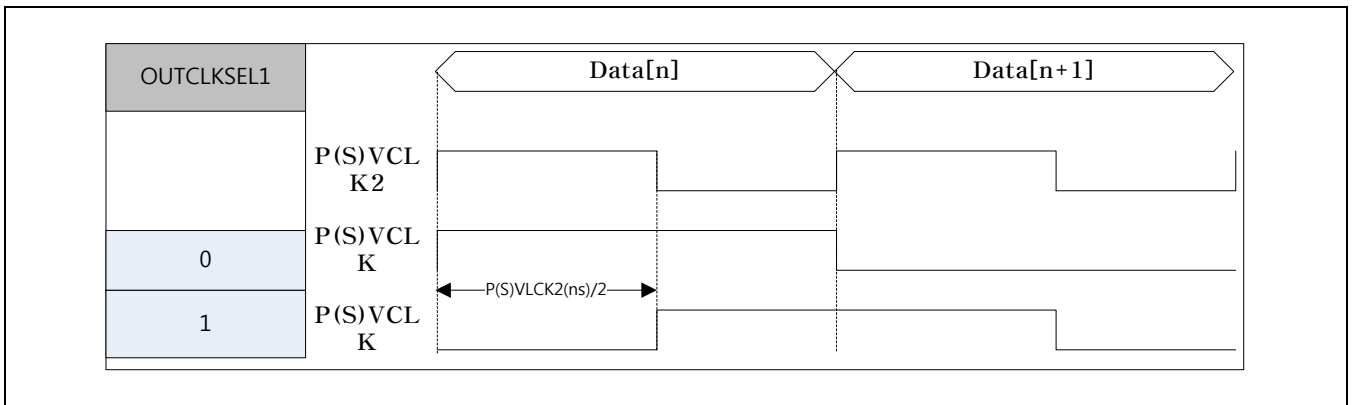 OUTCLKSEL1
Data[n]
Data[n+1]
P(S)VCL
K2
0
P(S)VCL
K
P(S)VLCK2(ns)/2
1
P(S)VCL
K